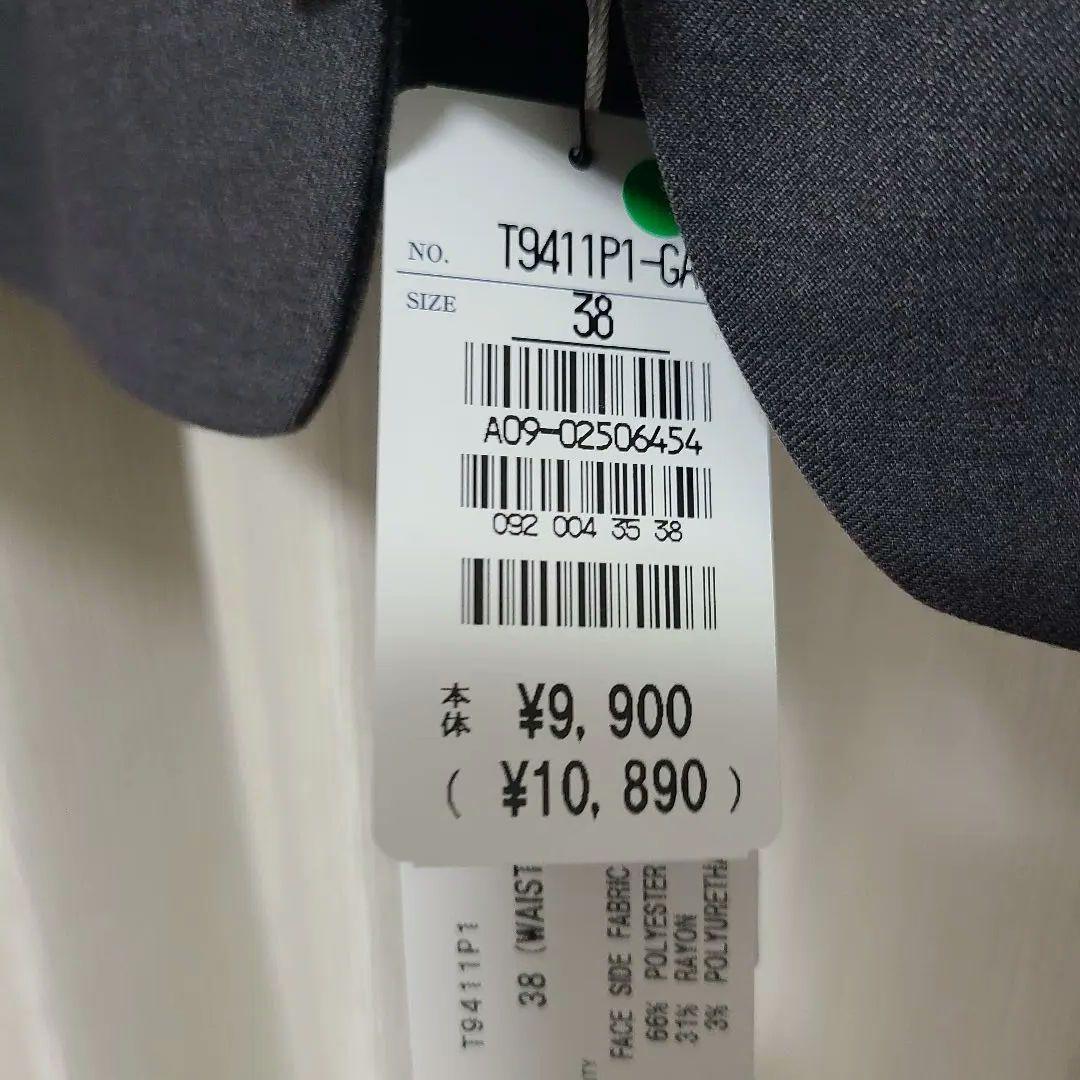 NO. T9411P1-GA
SIZE 38
A09-02506454
092 004 35 38
本体 ¥9,900
(¥10,890)
T9411P1
38 (WAIST
FACE SIDE FABRIC
66% POLYESTER
31% RAYON
3% POLYURETHA